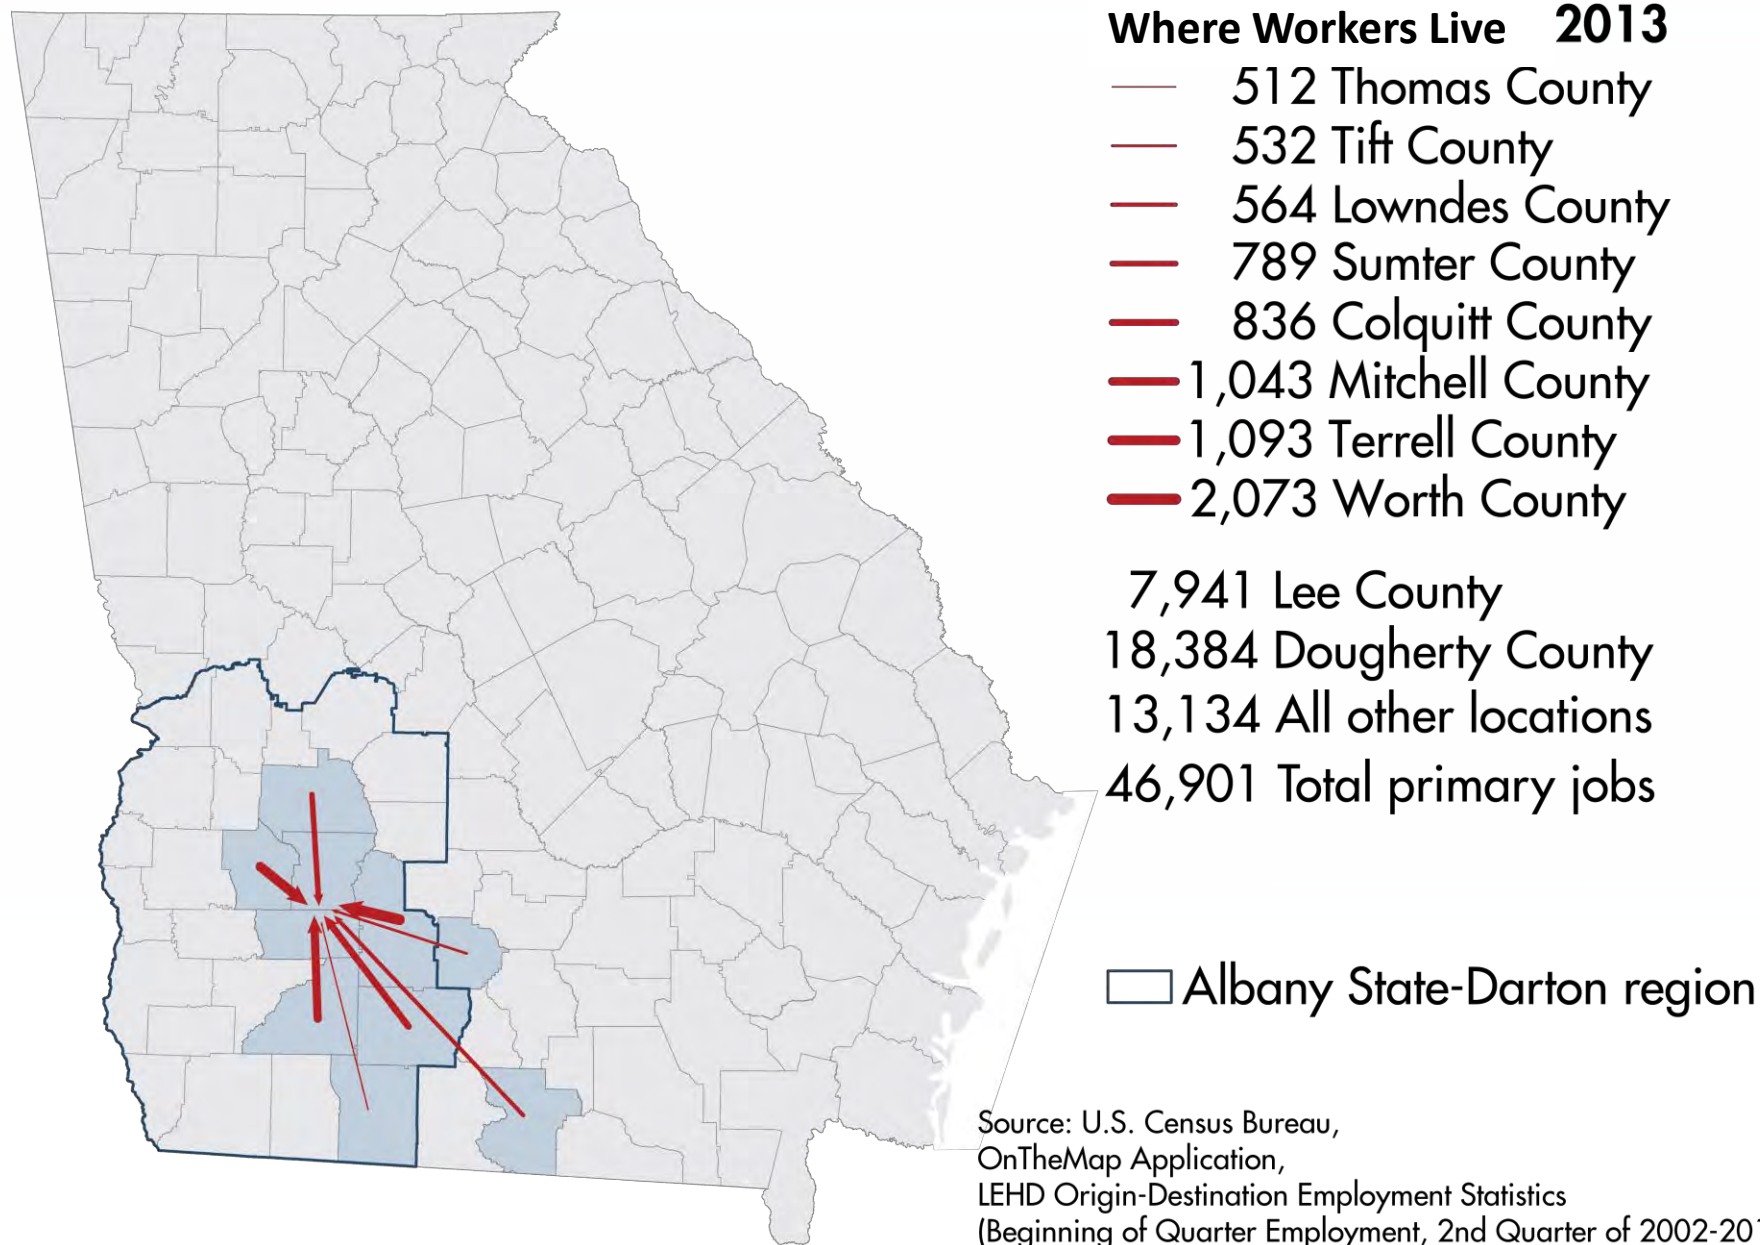 Where Workers Live 2013
512 Thomas County
532 Tift County
564 Lowndes County
789 Sumter County
836 Colquitt County
1,043 Mitchell County
1,093 Terrell County
2,073 Worth County
7,941 Lee County
18,384 Dougherty County
13,134 All other locations
46,901 Total primary jobs
Albany State-Darton region
Source: U.S. Census Bureau,
OnTheMap Application,
LEHD Origin-Destination Employment Statistics
(Beginning of Quarter Employment, 2nd Quarter of